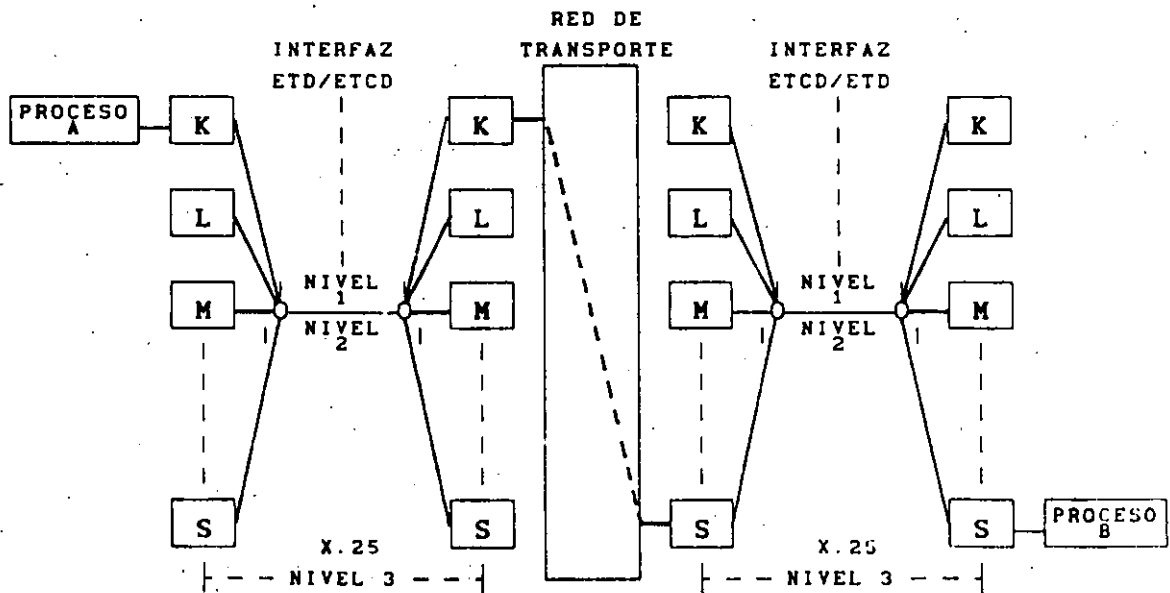 RED DE
TRANSPORTE
INTERFAZ
ETD/ETCD
INTERFAZ
ETCD/ETD
PROCESO
A
K
K
K
K
L
L
L
L
NIVEL
1
NIVEL
1
M
M
M
M
NIVEL
2
NIVEL
2
S
S
S
S
PROCESO
B
X.25
NIVEL 3
X.25
NIVEL 3